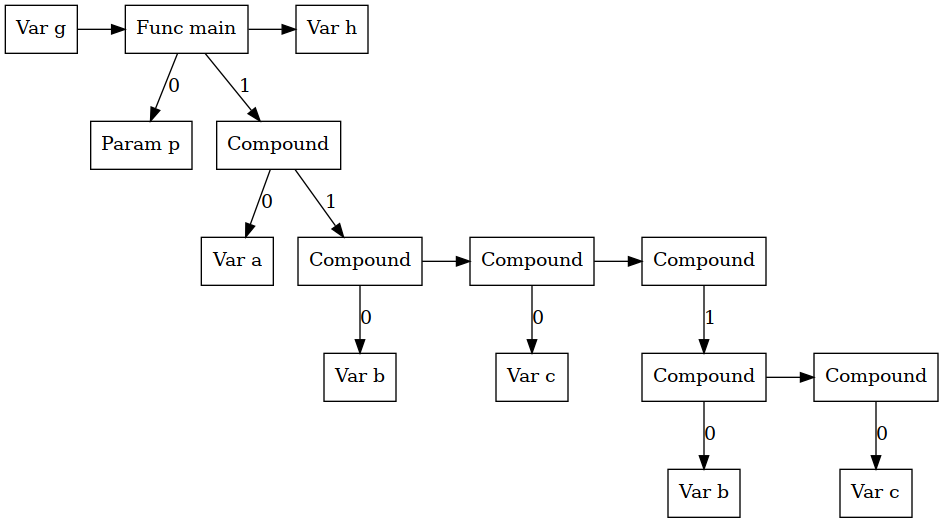 Var g
Func main
Var h
0
1
Param p
Compound
0
1
Var a
Compound
Compound
Compound
0
0
1
Var b
Var c
Compound
Compound
0
0
Var b
Var c